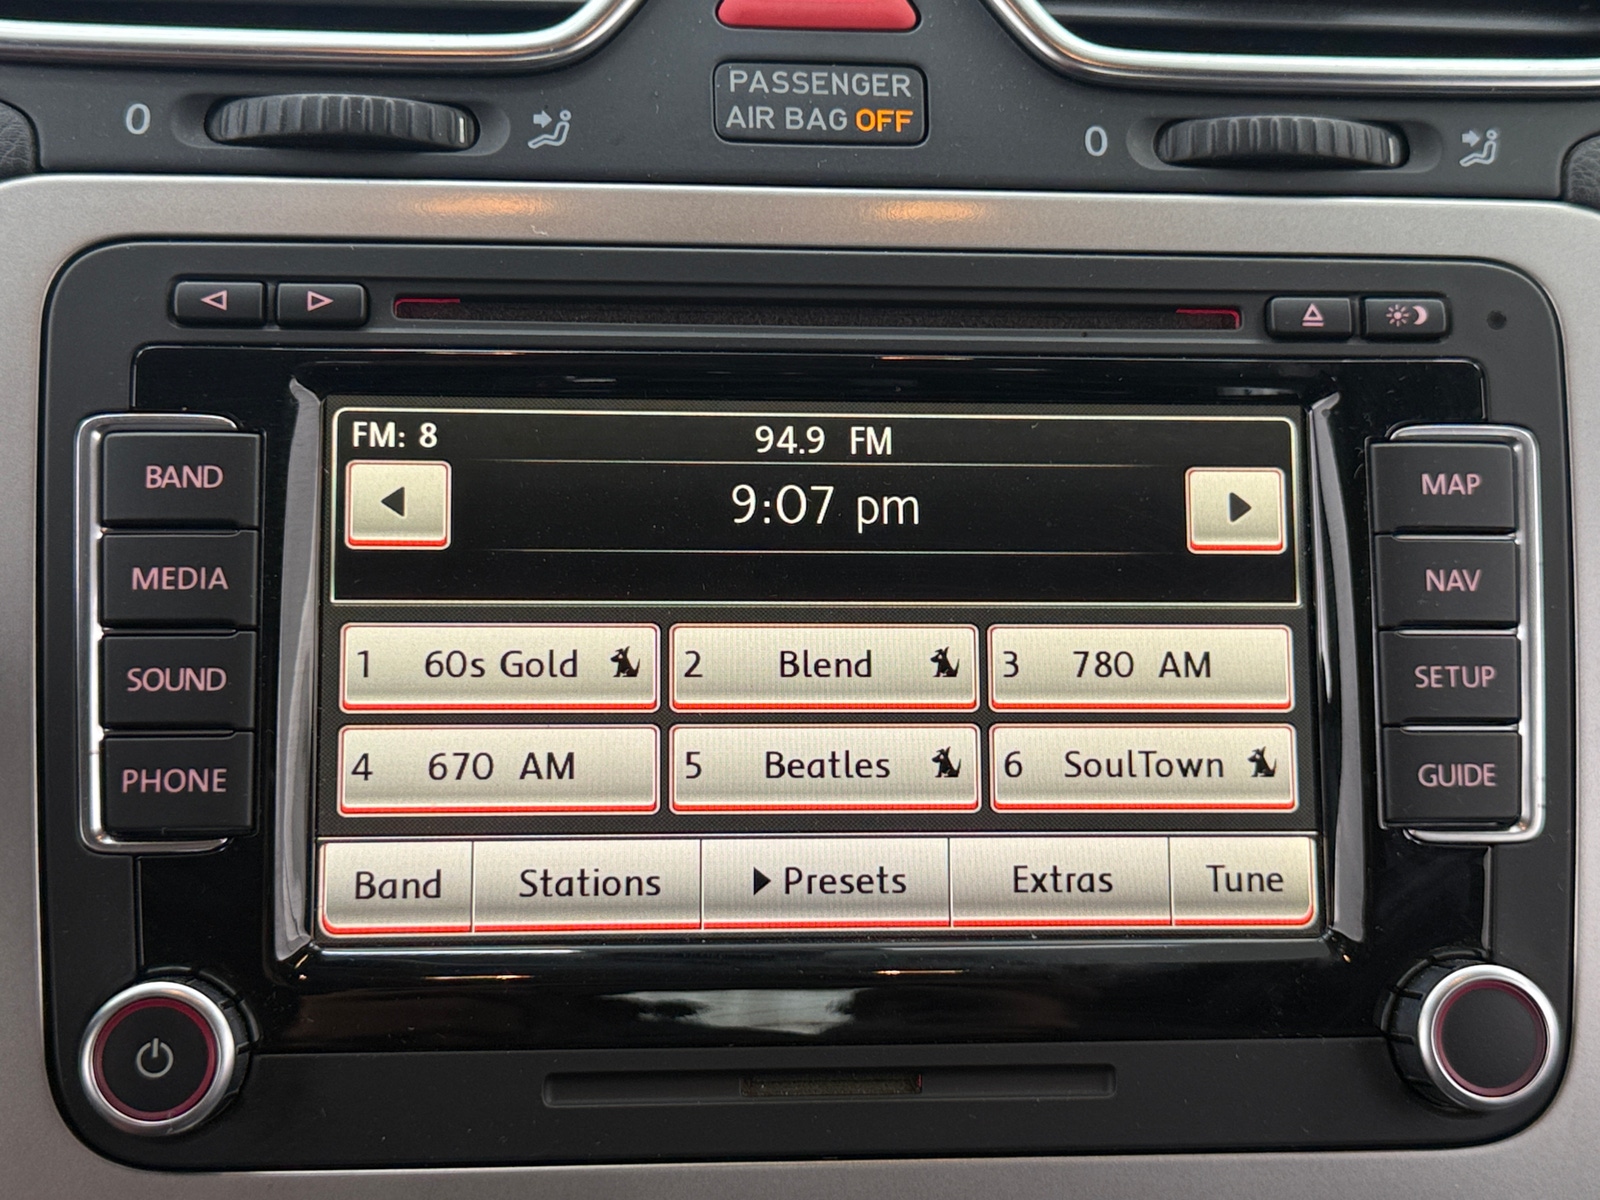 PASSENGER
AIR BAG OFF
0
0
FM: 8
94.9 FM
9:07 pm
BAND
MEDIA
SOUND
PHONE
MAP
NAV
SETUP
GUIDE
1 60s Gold
2 Blend
3 780 AM
4 670 AM
5 Beatles
6 SoulTown
Band
Stations
Presets
Extras
Tune